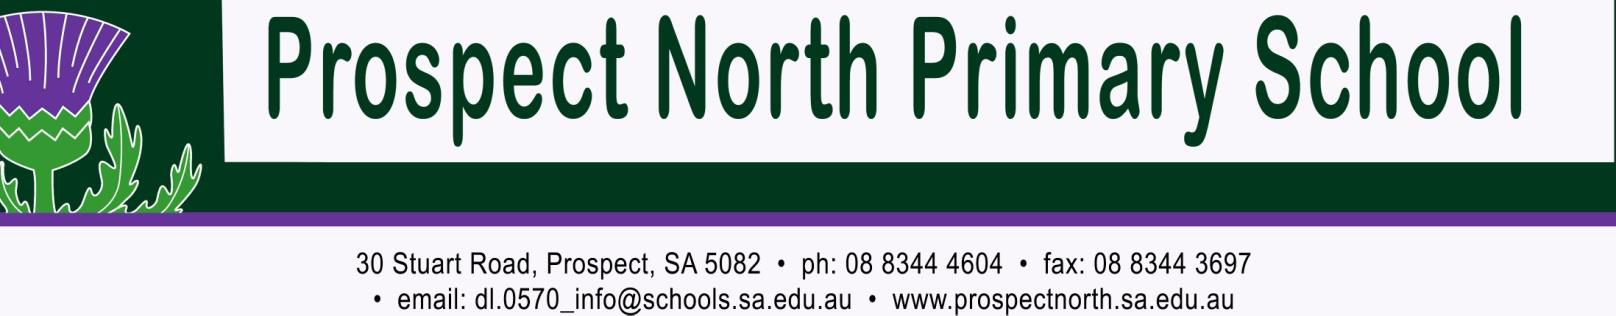 Prospect North Primary School
30 Stuart Road, Prospect, SA 5082 • ph: 08 8344 4604 • fax: 08 8344 3697
• email: dl.0570_info@schools.sa.edu.au • www.prospectnorth.sa.edu.au